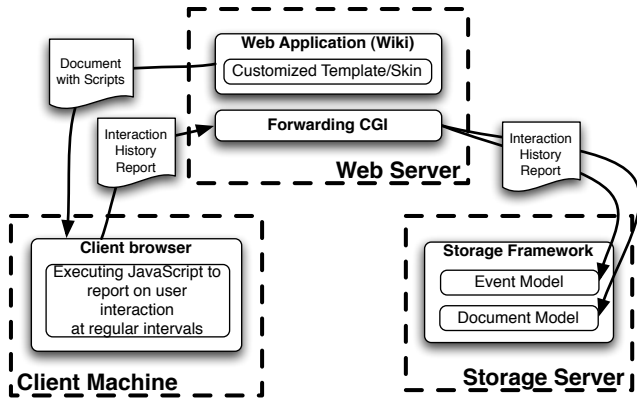 Document
with Scripts
Web Application (Wiki)
Customized Template/Skin
Interaction
History
Report
Forwarding CGI
Web Server
Interaction
History
Report
Client browser
Executing JavaScript to
report on user
interaction
at regular intervals
Client Machine
Storage Framework
Event Model
Document Model
Storage Server